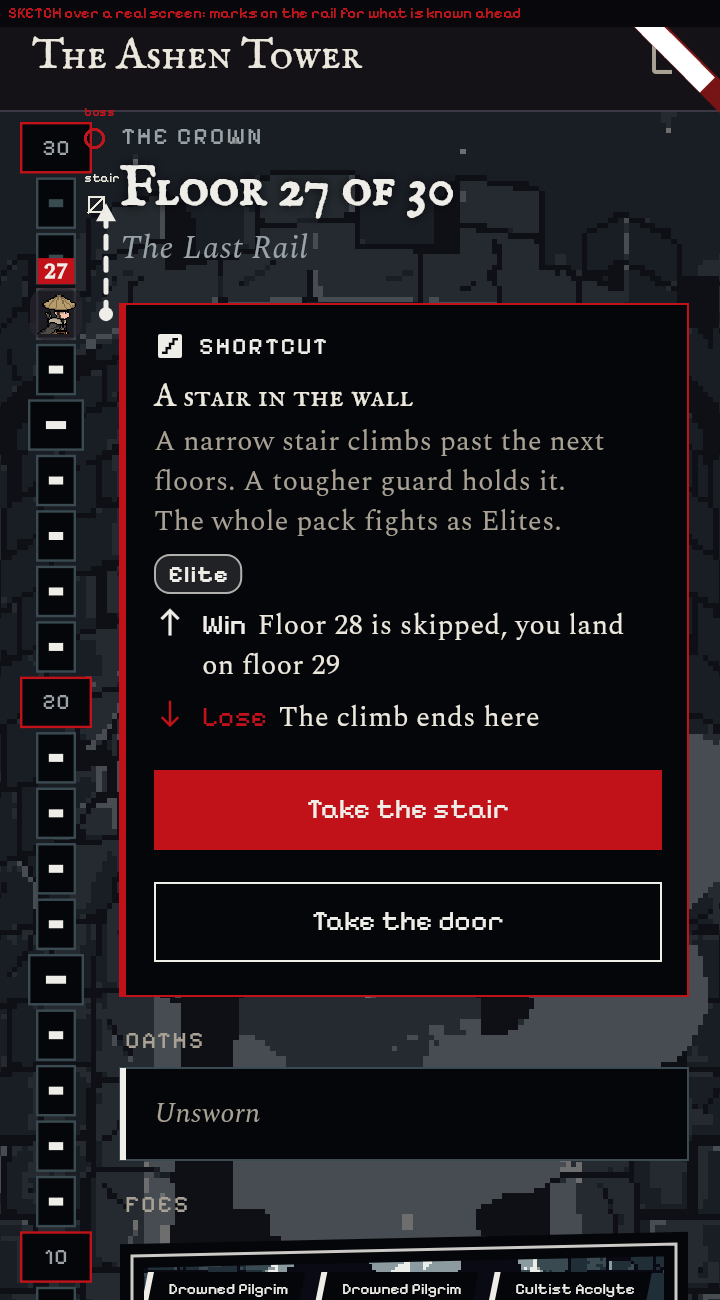 SKETCH over a real screen: marks on the rail for what is known ahead
The Ashen Tower
boss
30
THE CROWN
stair
Floor 27 of 30
27
The Last Rail
SHORTCUT
A stair in the wall
A narrow stair climbs past the next
floors. A tougher guard holds it.
The whole pack fights as Elites.
Elite
Win Floor 28 is skipped, you land
on floor 29
20
Lose The climb ends here
Take the stair
Take the door
OATHS
Unsworn
FOES
10
Drowned Pilgrim
Drowned Pilgrim
Cultist Acolyte